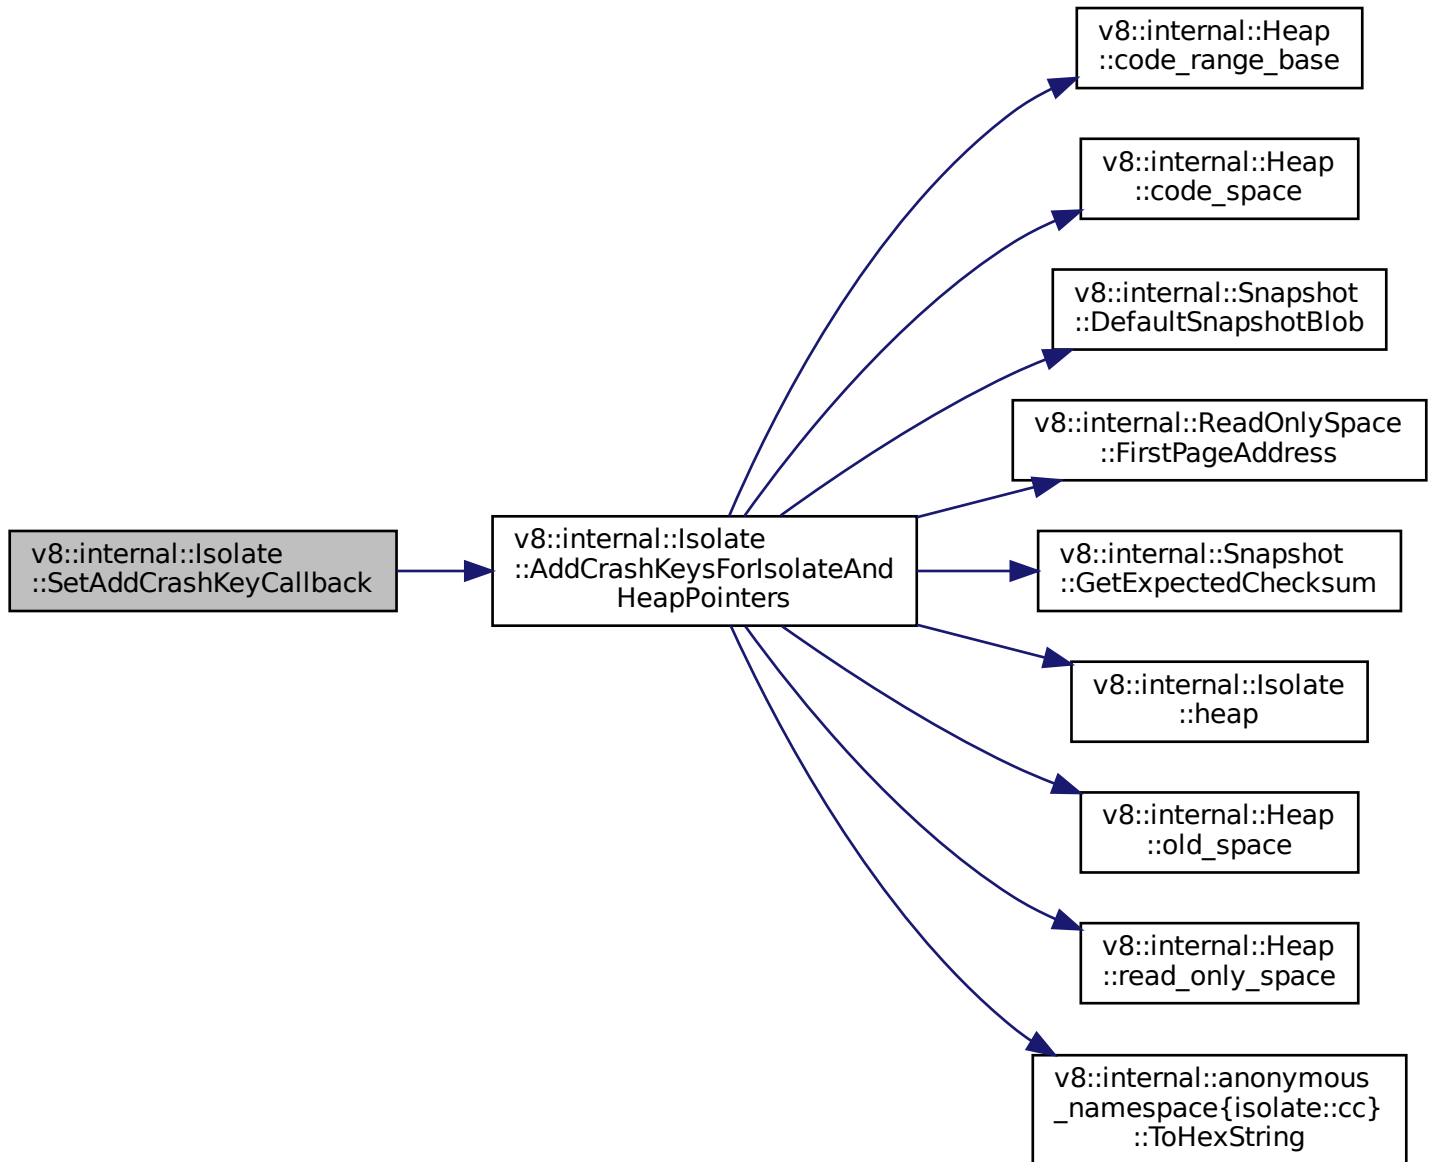 v8::internal::Heap
::code_range_base
v8::internal::Heap
::code_space
v8::internal::Snapshot
::DefaultSnapshotBlob
v8::internal::ReadOnlySpace
::FirstPageAddress
v8::internal::Isolate
::SetAddCrashKeyCallback
v8::internal::Isolate
::AddCrashKeysForIsolateAnd
HeapPointers
v8::internal::Snapshot
::GetExpectedChecksum
v8::internal::Isolate
::heap
v8::internal::Heap
::old_space
v8::internal::Heap
::read_only_space
v8::internal::anonymous
_namespace{isolate::cc}
::ToHexString